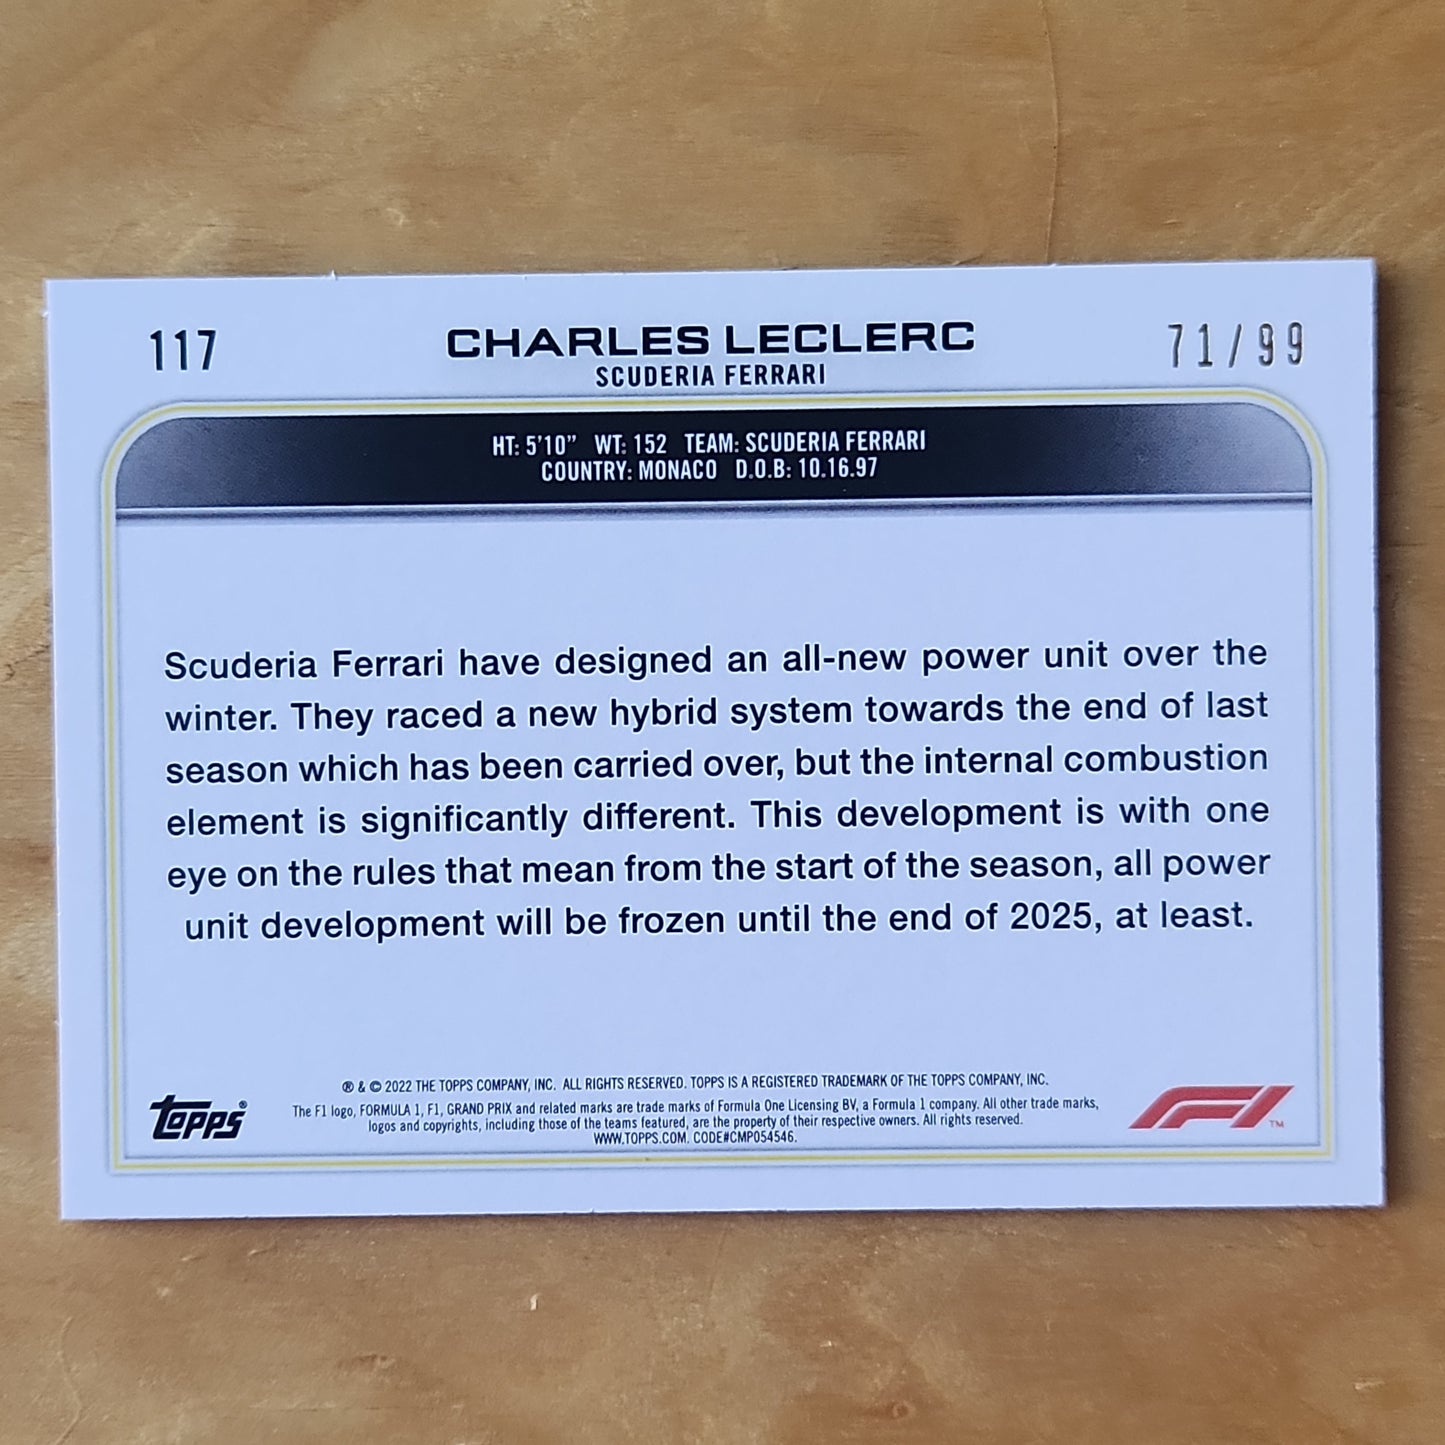 117
CHARLES LECLERC
71/99
SCUDERIA FERRARI
HT: 5'10" WT: 152 TEAM: SCUDERIA FERRARI
COUNTRY: MONACO D.O.B: 10.16.97
Scuderia Ferrari have designed an all-new power unit over the
winter. They raced a new hybrid system towards the end of last
season which has been carried over, but the internal combustion
element is significantly different. This development is with one
eye on the rules that mean from the start of the season, all power
unit development will be frozen until the end of 2025, at least.
® & © 2022 THE TOPPS COMPANY, INC. ALL RIGHTS RESERVED. TOPPS IS A REGISTERED TRADEMARK OF THE TOPPS COMPANY, INC.
The F1 logo, FORMULA 1, F1, GRAND PRIX and related marks are trade marks of Formula One Licensing BV, a Formula 1 company. All other trade marks,
logos and copyrights, including those of the teams featured, are the property of their respective owners. All rights reserved.
WWW.TOPPS.COM. CODE#CMP054546.
Topps®
F1™